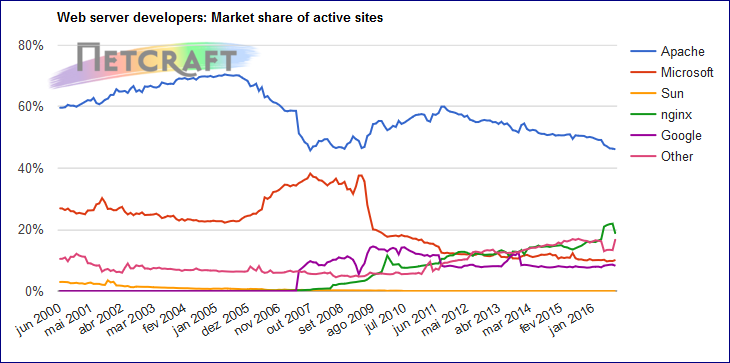 Web server developers: Market share of active sites
NETCRAFT
80%
60%
40%
20%
0%
Apache
Microsoft
Sun
nginx
Google
Other
jun 2000
mai 2001
abr 2002
mar 2003
fev 2004
jan 2005
dez 2005
nov 2006
out 2007
set 2008
ago 2009
jul 2010
jun 2011
mai 2012
abr 2013
mar 2014
fev 2015
jan 2016